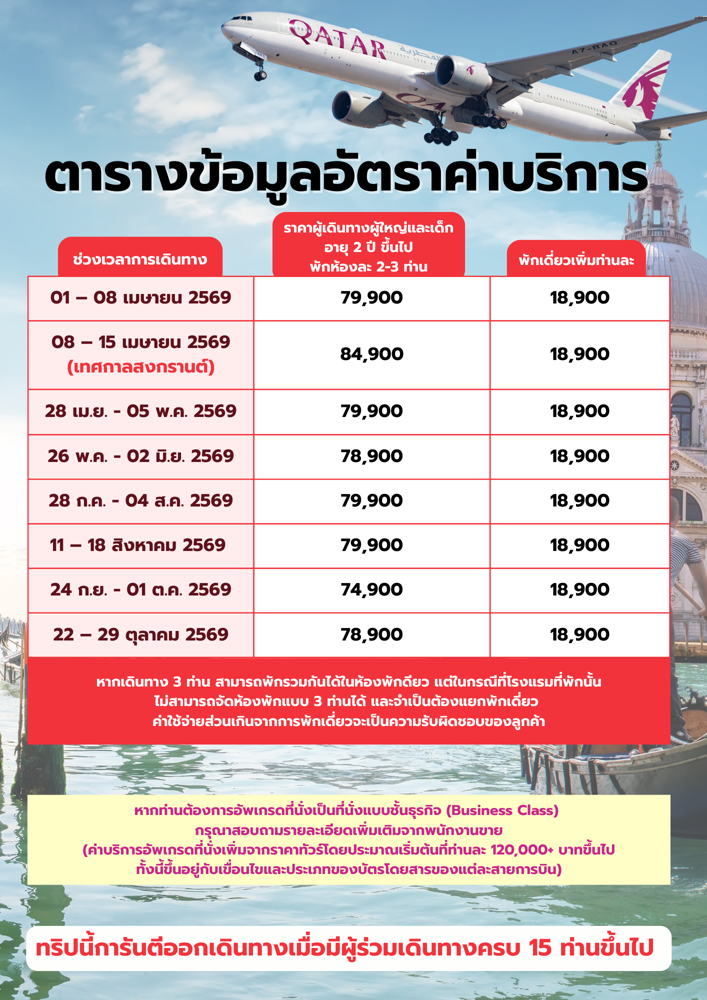 QATAR
القطرية
A7-BAQ
A7-BAQ
AQ
QA
ตารางข้อมูลอัตราค่าบริการ
ช่วงเวลาการเดินทาง
ราคาผู้เดินทางผู้ใหญ่และเด็ก
อายุ 2 ปี ขึ้นไป
พักห้องละ 2-3 ท่าน
พักเดี่ยวเพิ่มท่านละ
01 – 08 เมษายน 2569 79,900 18,900
08 – 15 เมษายน 2569
(เทศกาลสงกรานต์)
84,900 18,900
28 เม.ย. - 05 พ.ค. 2569 79,900 18,900
26 พ.ค. - 02 มิ.ย. 2569 78,900 18,900
28 ก.ค. - 04 ส.ค. 2569 79,900 18,900
11 – 18 สิงหาคม 2569 79,900 18,900
24 ก.ย. - 01 ต.ค. 2569 74,900 18,900
22 – 29 ตุลาคม 2569 78,900 18,900
หากเดินทาง 3 ท่าน สามารถพักรวมกันได้ในห้องพักดียว แต่ในกรณีที่โรงแรมที่พักนั้น
ไม่สามารถจัดห้องพักแบบ 3 ท่านได้ และจำเป็นต้องแยกพักเดี่ยว
ค่าใช้จ่ายส่วนเกินจากการพักเดี่ยวจะเป็นความรับผิดชอบของลูกค้า
หากท่านต้องการอัพเกรดที่นั่งเป็นที่นั่งแบบชั้นธุรกิจ (Business Class)
กรุณาสอบถามรายละเอียดเพิ่มเติมจากพนักงานขาย
(ค่าบริการอัพเกรดที่นั่งเพิ่มจากราคาทัวร์โดยประมาณเริ่มต้นที่ท่านละ 120,000+ บาทขึ้นไป
ทั้งนี้ขึ้นอยู่กับเขื่อนไขและประเภทของบัตรโดยสารของแต่ละสายการบิน)
ทริปนี้การันตีออกเดินทางเมื่อมีผู้ร่วมเดินทางครบ 15 ท่านขึ้นไป